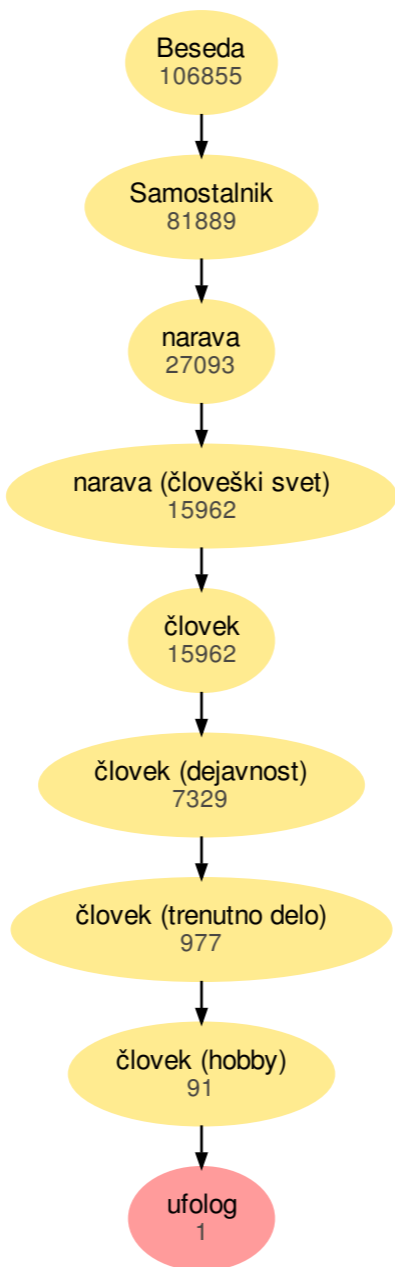 Beseda
106855
Samostalnik
81889
narava
27093
narava (človeški svet)
15962
človek
15962
človek (dejavnost)
7329
človek (trenutno delo)
977
človek (hobby)
91
ufolog
1